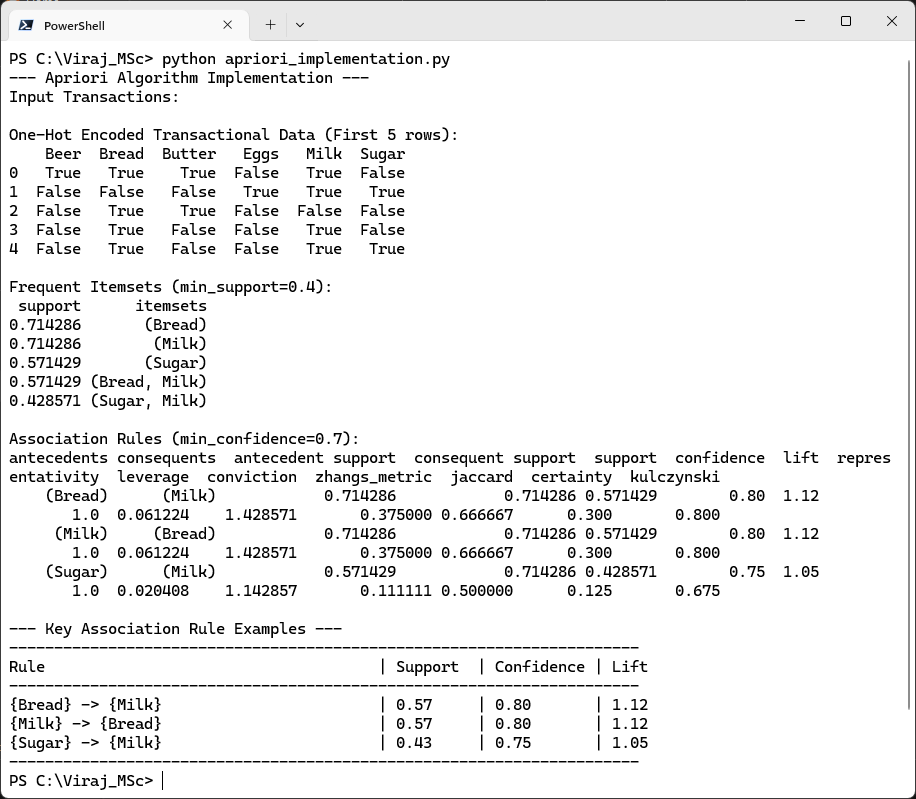 PowerShell
PS C:\Viraj_MSc> python apriori_implementation.py
--- Apriori Algorithm Implementation ---
Input Transactions:

One-Hot Encoded Transactional Data (First 5 rows):
    Beer  Bread  Butter   Eggs   Milk  Sugar
0   True   True    True  False   True  False
1  False  False   False   True   True   True
2  False   True    True  False  False  False
3  False   True   False  False   True  False
4  False   True   False  False   True   True

Frequent Itemsets (min_support=0.4):
 support      itemsets
0.714286       (Bread)
0.714286        (Milk)
0.571429       (Sugar)
0.571429 (Bread, Milk)
0.428571 (Sugar, Milk)

Association Rules (min_confidence=0.7):
antecedents consequents  antecedent support  consequent support  support  confidence  lift  repres
entativity  leverage  conviction  zhangs_metric  jaccard  certainty  kulczynski
    (Bread)      (Milk)            0.714286            0.714286 0.571429        0.80  1.12
       1.0  0.061224    1.428571       0.375000 0.666667      0.300       0.800
     (Milk)     (Bread)            0.714286            0.714286 0.571429        0.80  1.12
       1.0  0.061224    1.428571       0.375000 0.666667      0.300       0.800
    (Sugar)      (Milk)            0.571429            0.714286 0.428571        0.75  1.05
       1.0  0.020408    1.142857       0.111111 0.500000      0.125       0.675

--- Key Association Rule Examples ---
----------------------------------------------------------------------
Rule                                     | Support  | Confidence | Lift
----------------------------------------------------------------------
{Bread} -> {Milk}                        | 0.57     | 0.80       | 1.12
{Milk} -> {Bread}                        | 0.57     | 0.80       | 1.12
{Sugar} -> {Milk}                        | 0.43     | 0.75       | 1.05
----------------------------------------------------------------------
PS C:\Viraj_MSc>